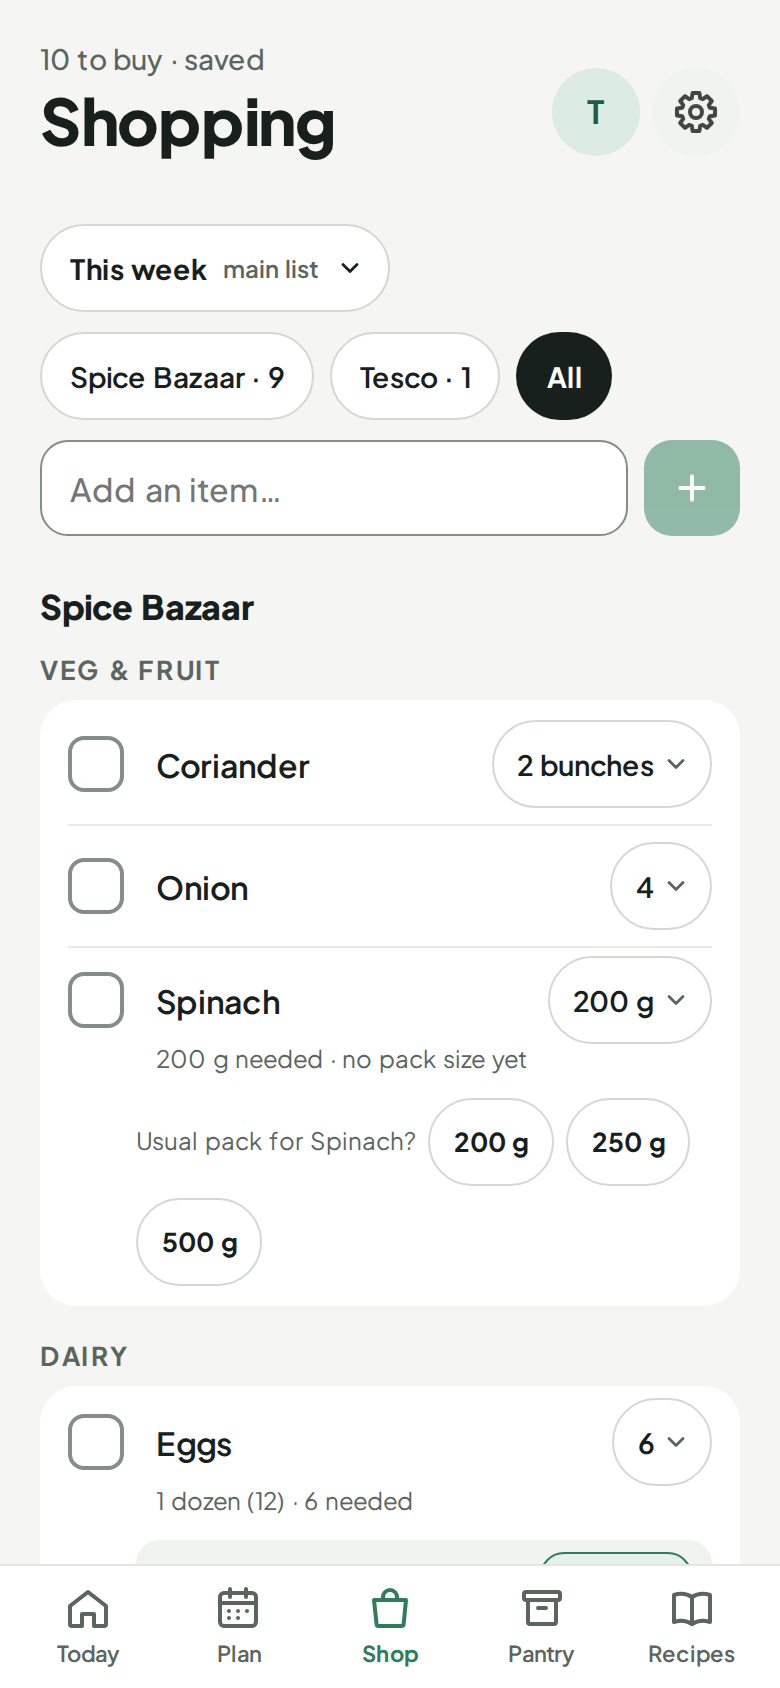 10 to buy · saved
Shopping
T
This week main list
Spice Bazaar · 9
Tesco · 1
All
Add an item...
Spice Bazaar
VEG & FRUIT
Coriander
2 bunches
Onion
4
Spinach
200 g
200 g needed · no pack size yet
Usual pack for Spinach?
200 g
250 g
500 g
DAIRY
Eggs
6
1 dozen (12) · 6 needed
Today
Plan
Shop
Pantry
Recipes